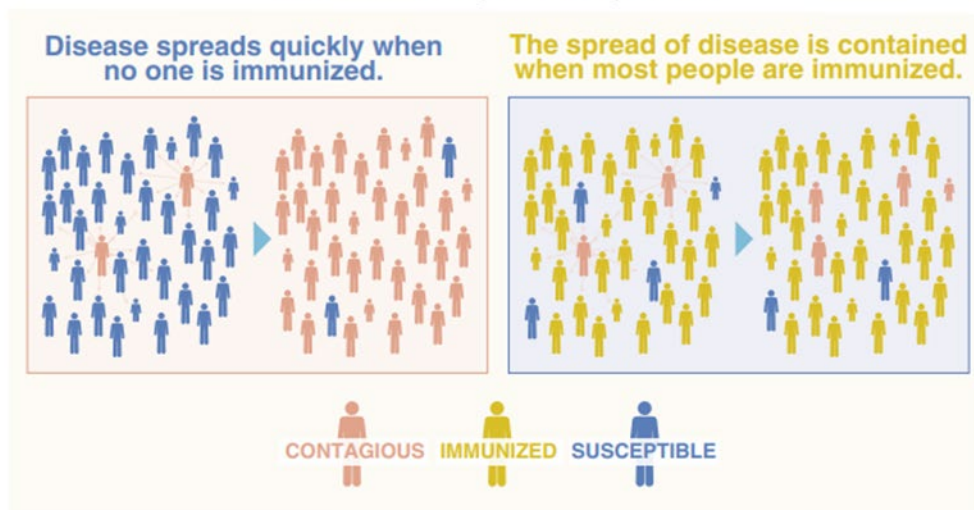 Disease spreads quickly when
no one is immunized.
The spread of disease is contained
when most people are immunized.
CONTAGIOUS
IMMUNIZED
SUSCEPTIBLE